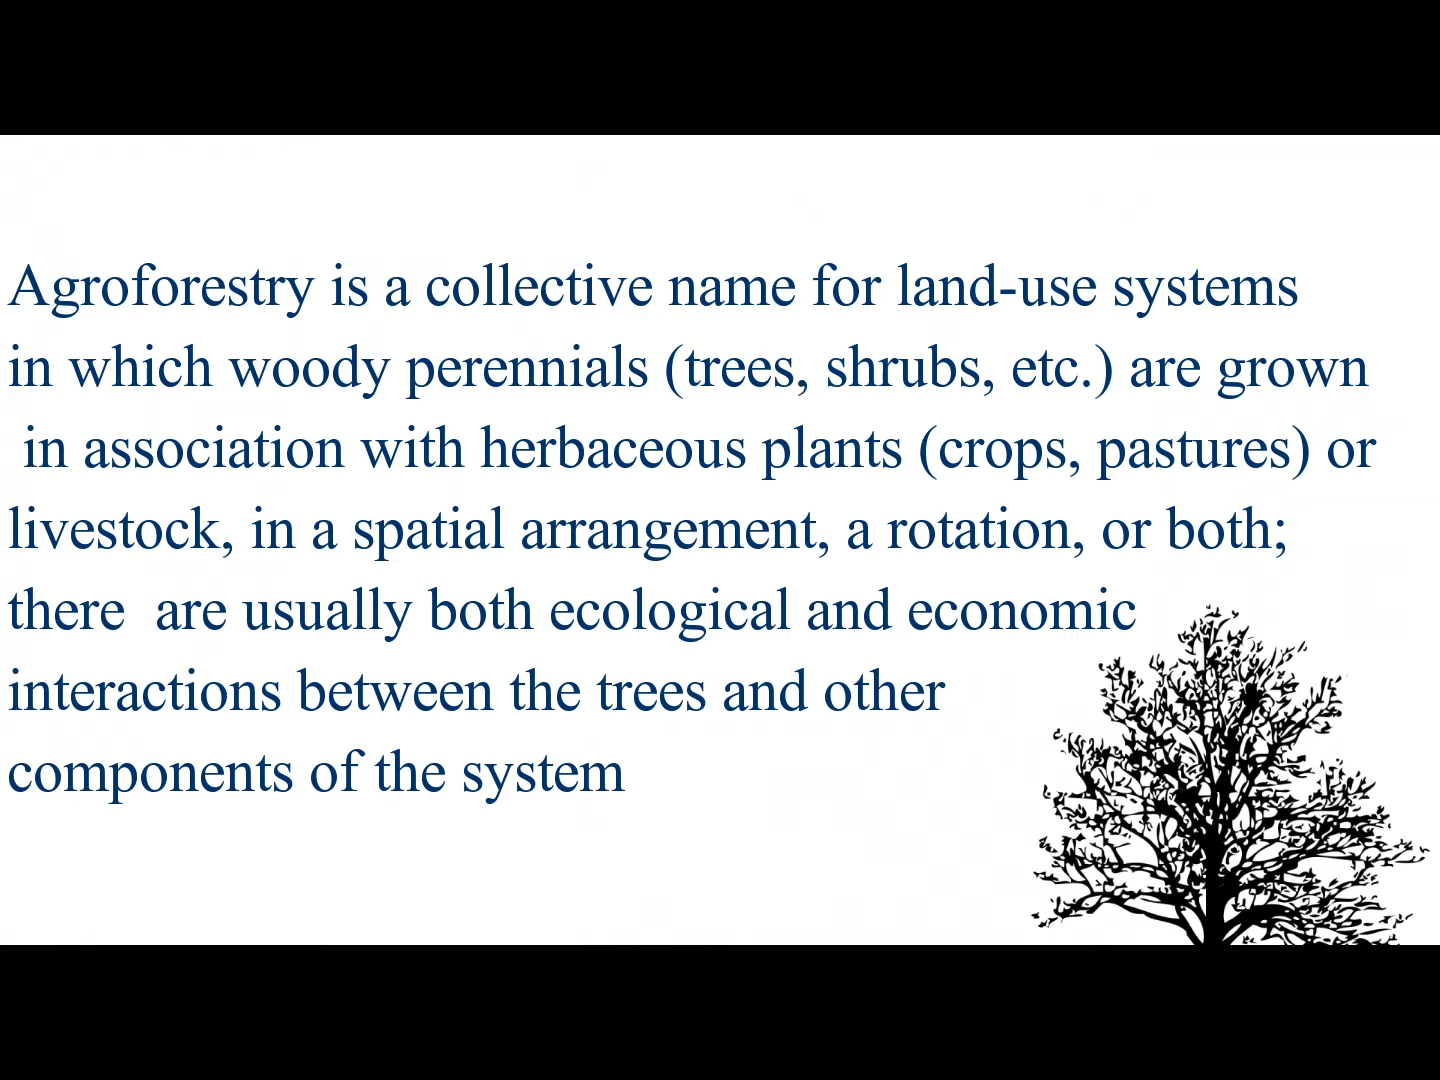 Agroforestry is a collective name for land-use systems
in which woody perennials (trees, shrubs, etc.) are grown
in association with herbaceous plants (crops, pastures) or
livestock, in a spatial arrangement, a rotation, or both;
there  are usually both ecological and economic
interactions between the trees and other
components of the system